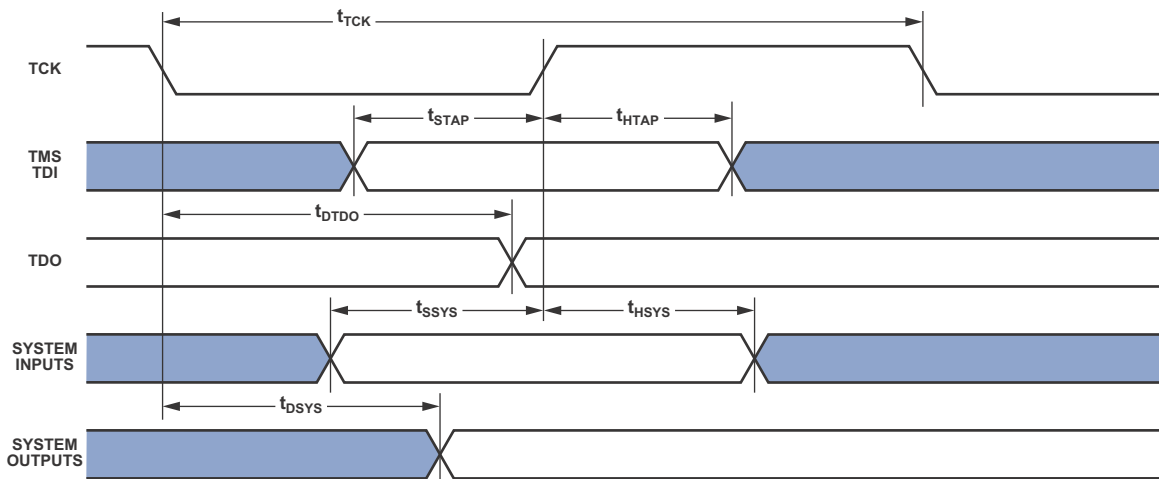 tTCK
TCK
tSTAP
tHTAP
TMS
TDI
tDTDO
TDO
tSSYS
tHSYS
SYSTEM
INPUTS
tDSYS
SYSTEM
OUTPUTS